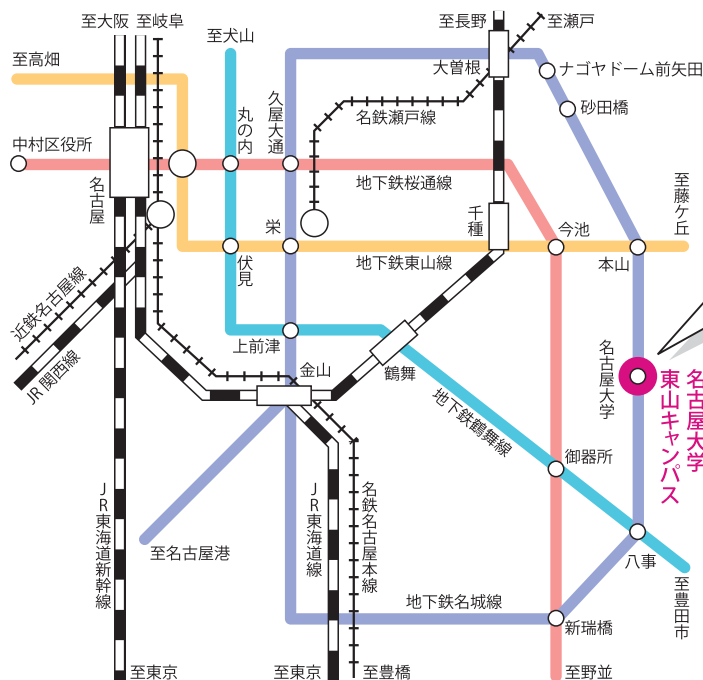 至大阪
至岐阜
至長野
至瀬戸
至犬山
至高畑
大曽根
ナゴヤドーム前矢田
砂田橋
久屋大通
丸の内
名鉄瀬戸線
中村区役所
名古屋
地下鉄桜通線
至藤ケ丘
千種
今池
栄
伏見
地下鉄東山線
本山
近鉄名古屋線
JR関西線
上前津
鶴舞
名古屋大学
名古屋大学
東山キャンパス
金山
地下鉄鶴舞線
御器所
JR東海道新幹線
至名古屋港
JR東海道線
名鉄名古屋本線
八事
至豊田市
地下鉄名城線
新瑞橋
至東京
至東京
至豊橋
至野並